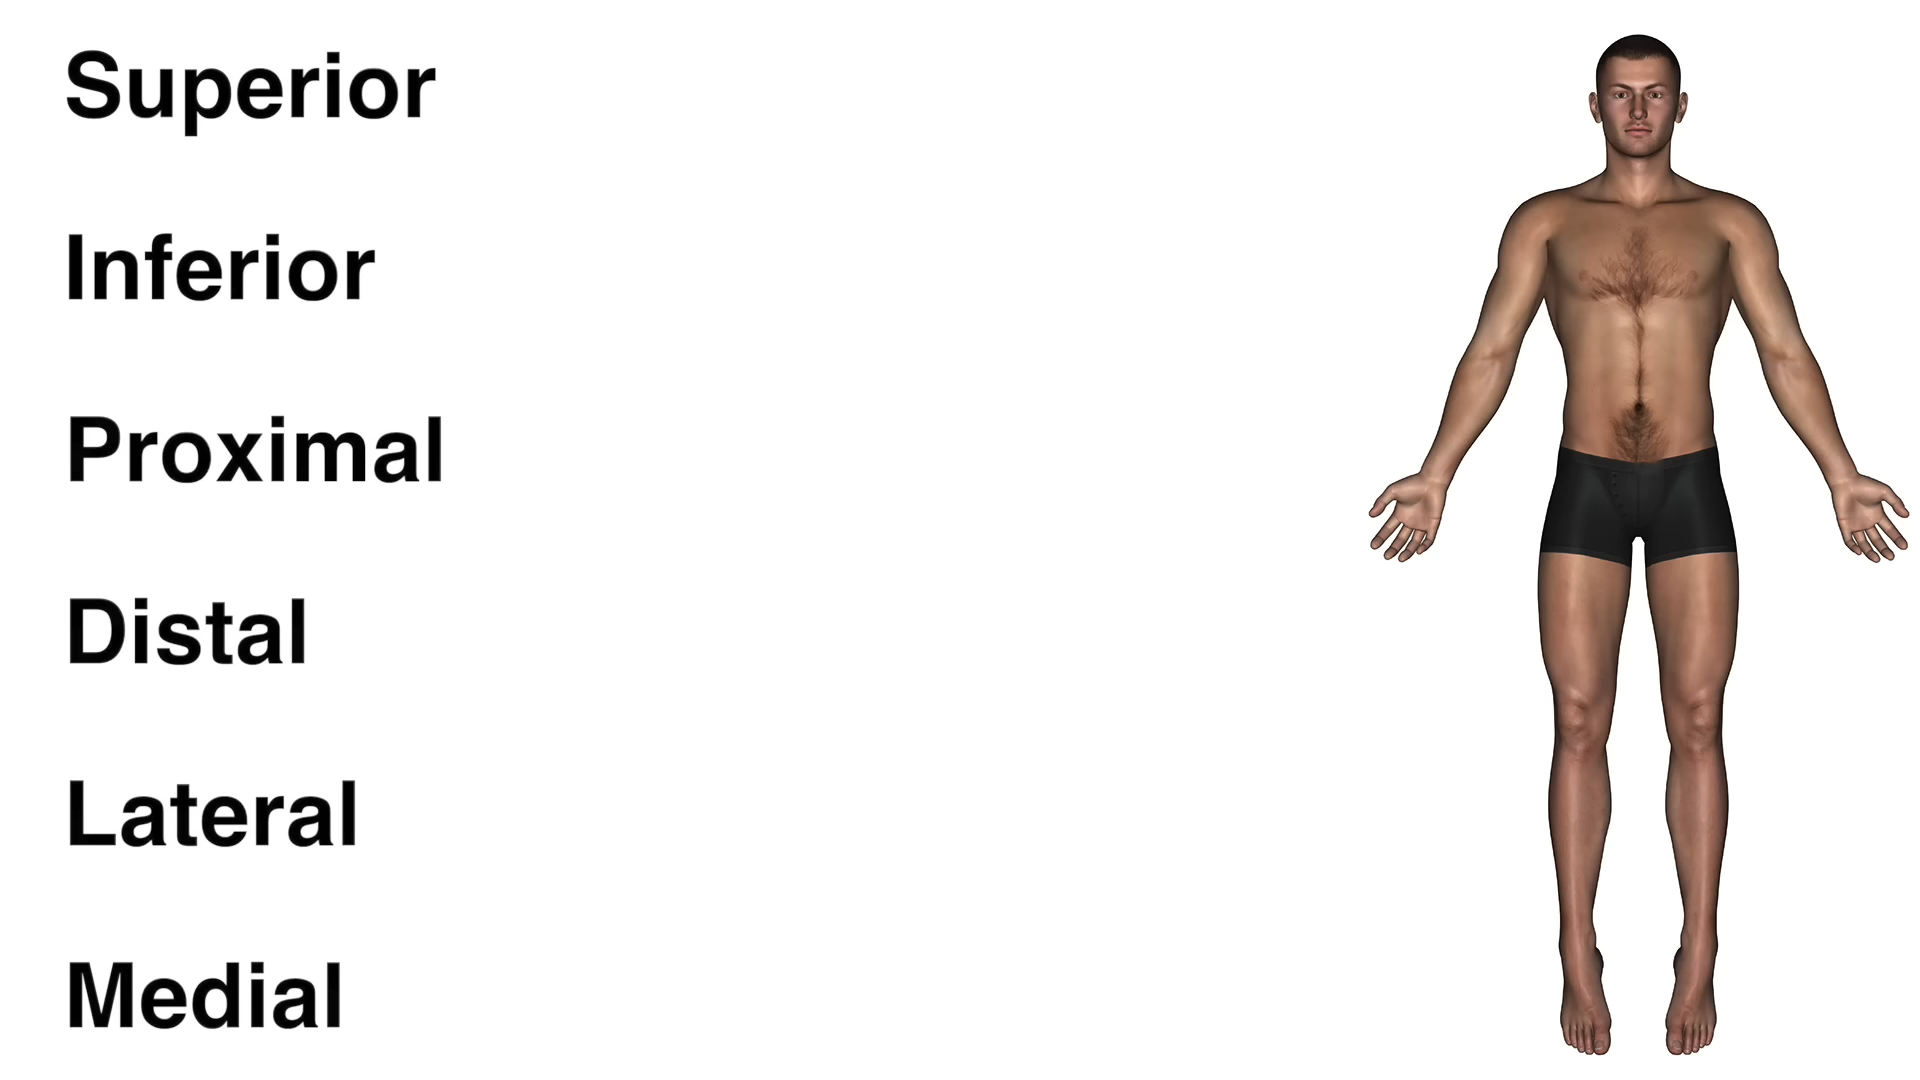 Superior
Inferior
Proximal
Distal
Lateral
Medial